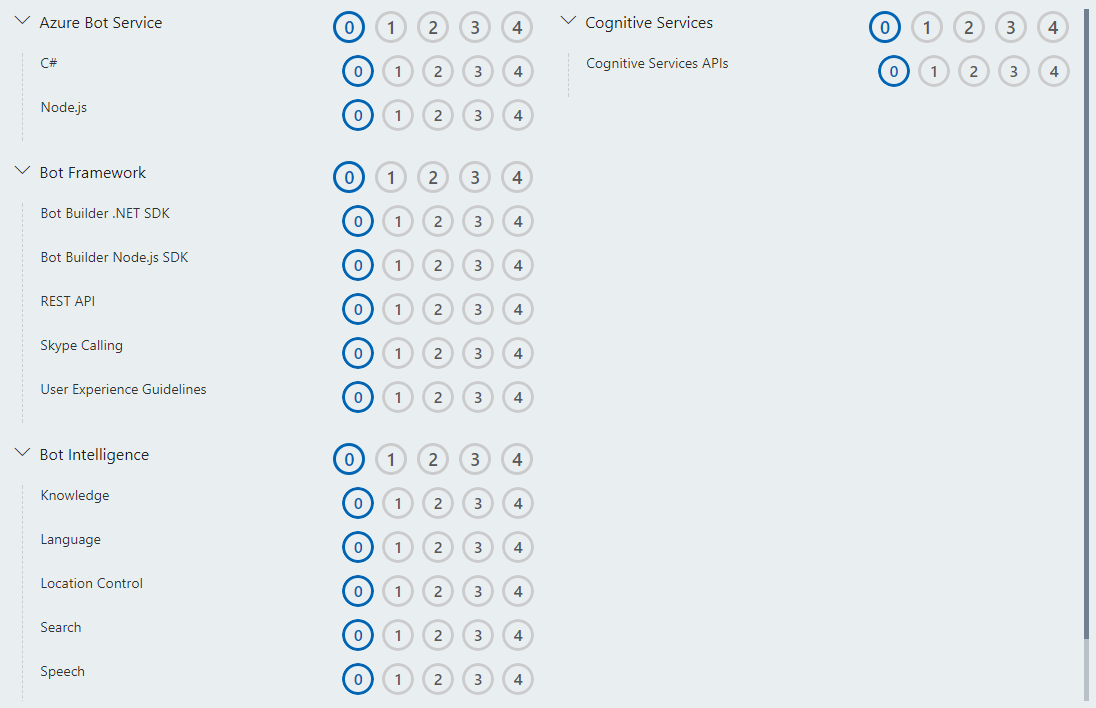 Azure Bot Service 0 1 2 3 4
C# 0 1 2 3 4
Node.js 0 1 2 3 4
Bot Framework 0 1 2 3 4
Bot Builder .NET SDK 0 1 2 3 4
Bot Builder Node.js SDK 0 1 2 3 4
REST API 0 1 2 3 4
Skype Calling 0 1 2 3 4
User Experience Guidelines 0 1 2 3 4
Bot Intelligence 0 1 2 3 4
Knowledge 0 1 2 3 4
Language 0 1 2 3 4
Location Control 0 1 2 3 4
Search 0 1 2 3 4
Speech 0 1 2 3 4
Cognitive Services 0 1 2 3 4
Cognitive Services APIs 0 1 2 3 4